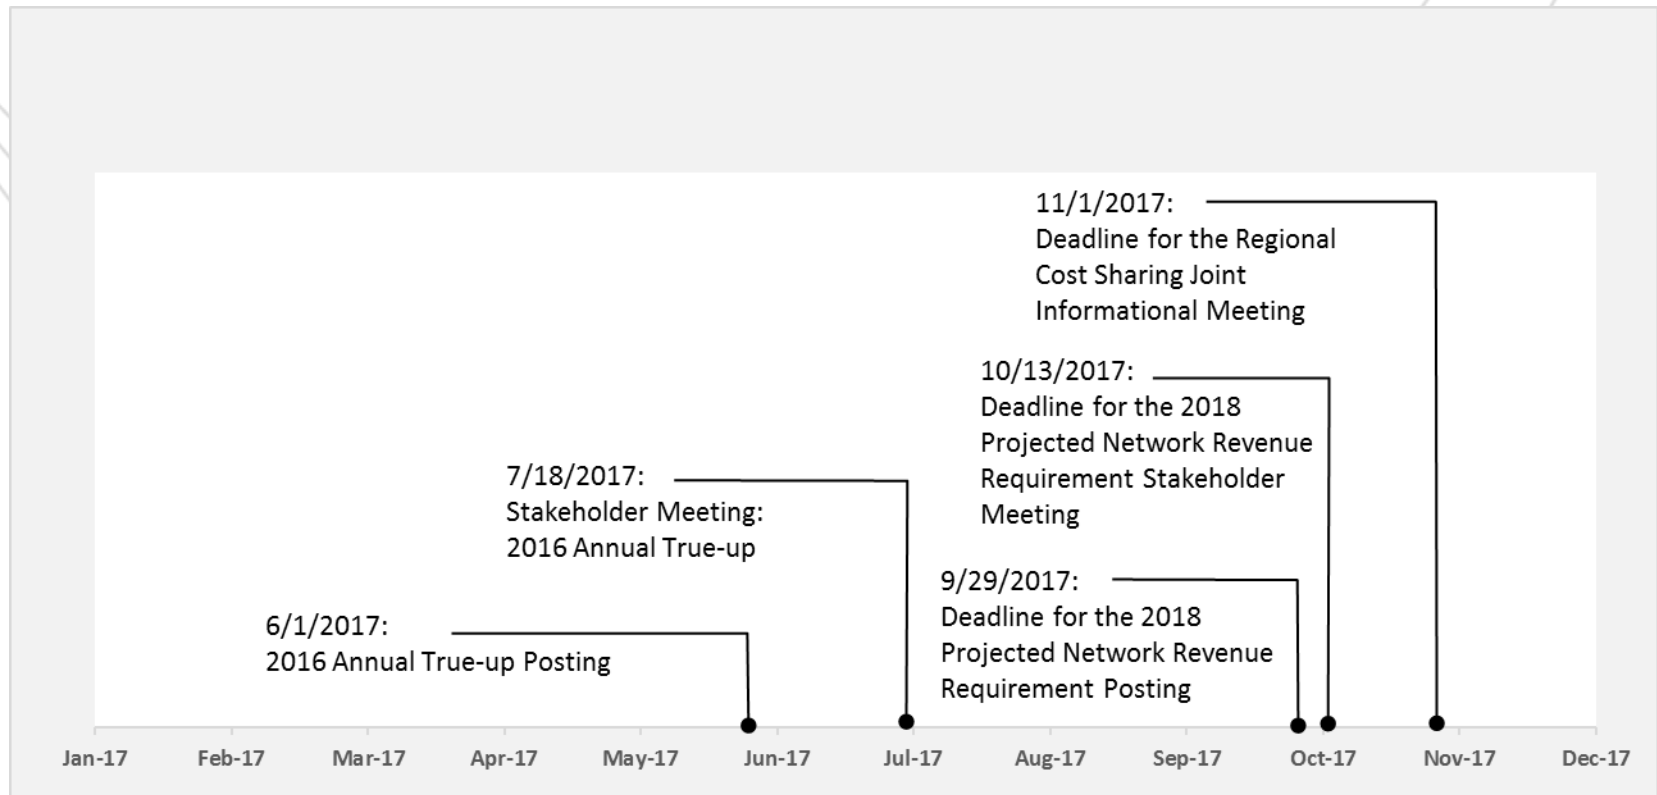 11/1/2017:
Deadline for the Regional
Cost Sharing Joint
Informational Meeting
10/13/2017:
Deadline for the 2018
Projected Network Revenue
Requirement Stakeholder
Meeting
7/18/2017:
Stakeholder Meeting:
2016 Annual True-up
9/29/2017:
Deadline for the 2018
Projected Network Revenue
Requirement Posting
6/1/2017:
2016 Annual True-up Posting
Jan-17 Feb-17 Mar-17 Apr-17 May-17 Jun-17 Jul-17 Aug-17 Sep-17 Oct-17 Nov-17 Dec-17